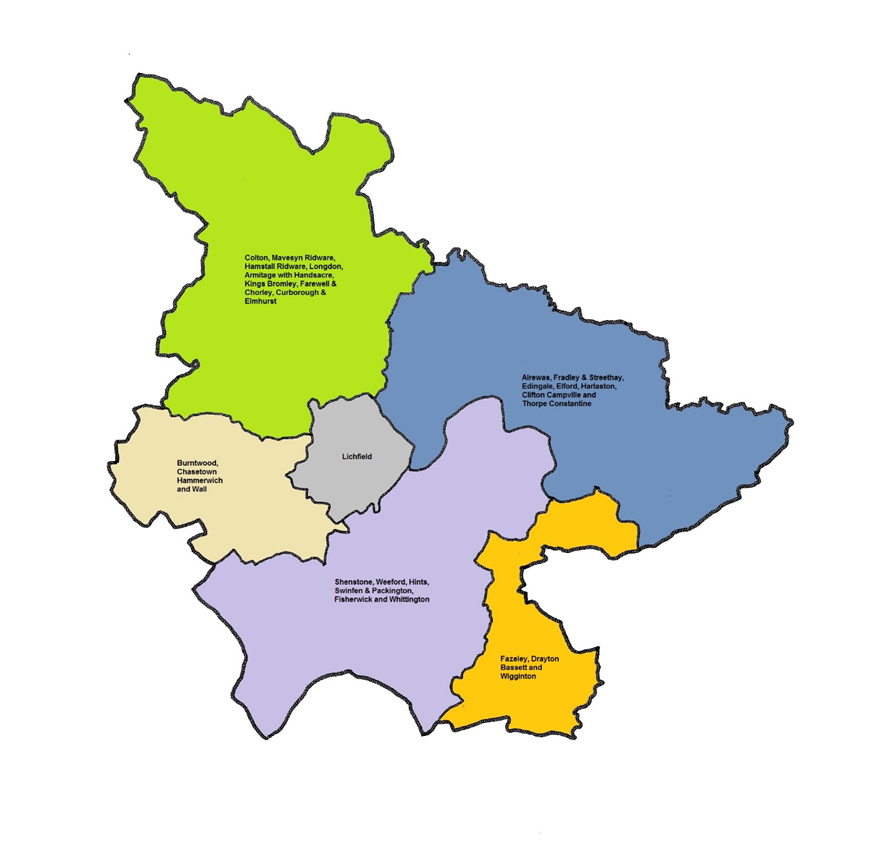 Colton, Mavesyn Ridware,
Hamstall Ridware, Longdon,
Armitage with Handsacre,
Kings Bromley, Farewell &
Chorley, Curborough &
Elmhurst
Alrewas, Fradley & Streethay,
Edingale, Elford, Harlaston,
Clifton Campville and
Thorpe Constantine
Lichfield
Burntwood,
Chasetown
Hammerwich
and Wall
Shenstone, Weeford, Hints,
Swinfen & Packington,
Fisherwick and Whittington
Fazeley, Drayton
Bassett and
Wigginton